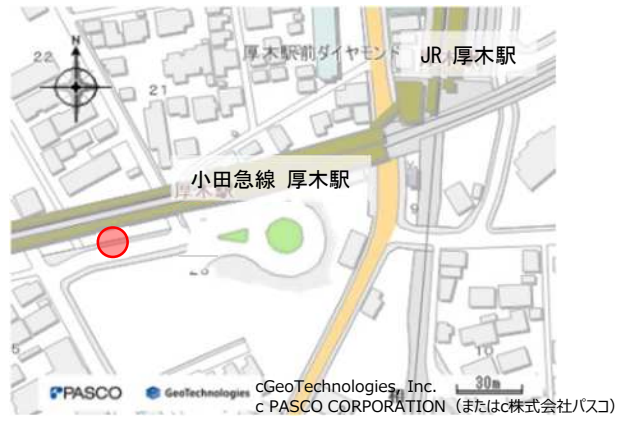 22
N
厚木駅前ダイヤモンド
JR 厚木駅
21
小田急線 厚木駅
9
10
30m
PASCO
GeoTechnologies
cGeoTechnologies, Inc.
c PASCO CORPORATION（またはc株式会社パスコ）